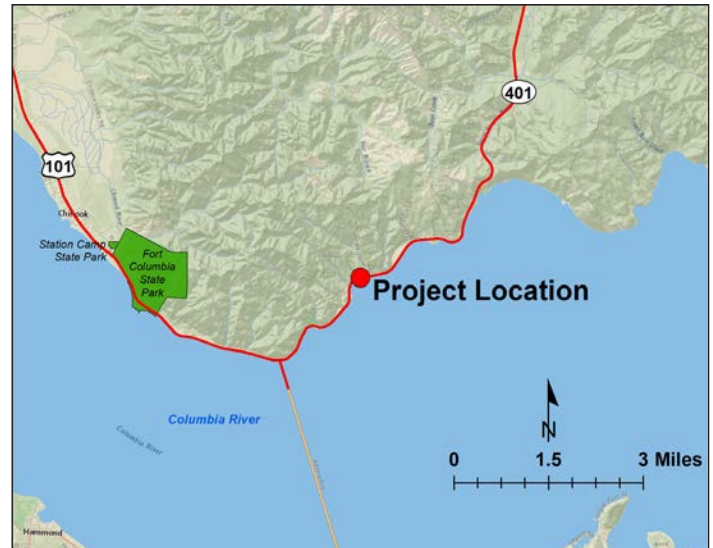 401
101
Chinook
Station Camp
State Park
Fort
Columbia
State
Park
Project Location
Columbia River
Columbia River
N
0 1.5 3 Miles
Hammond